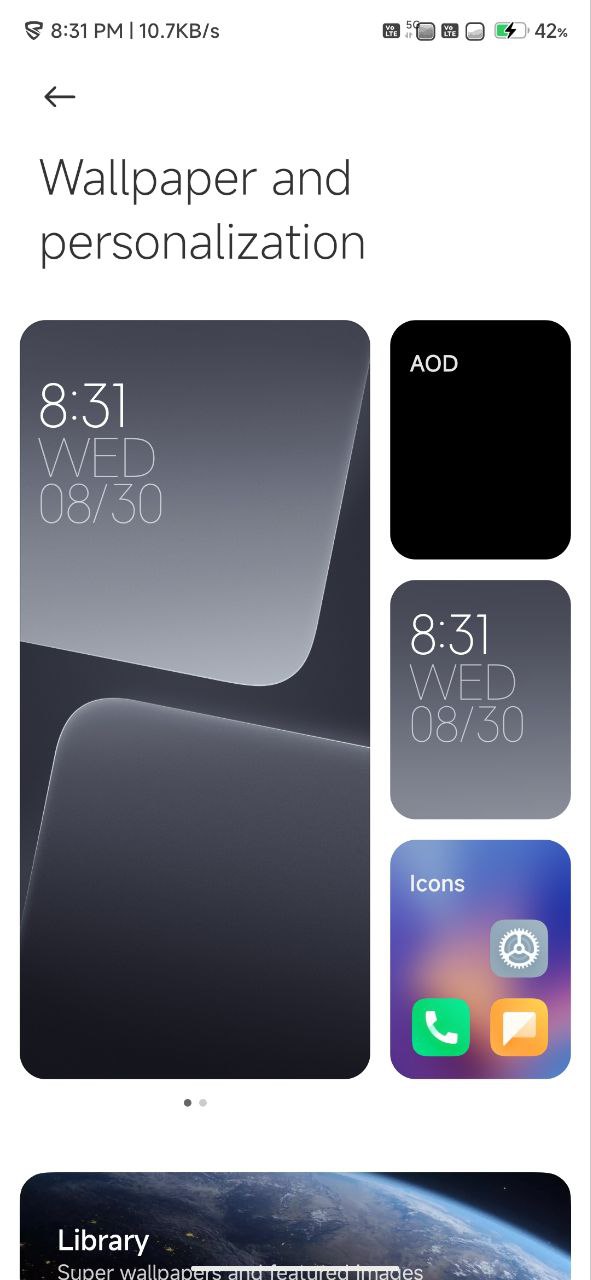 8:31 PM | 10.7KB/s
Vo LTE 5G Vo LTE 42%
Wallpaper and
personalization
8:31
WED
08/30
AOD
8:31
WED
08/30
Icons
Library
Super wallpapers and featured images